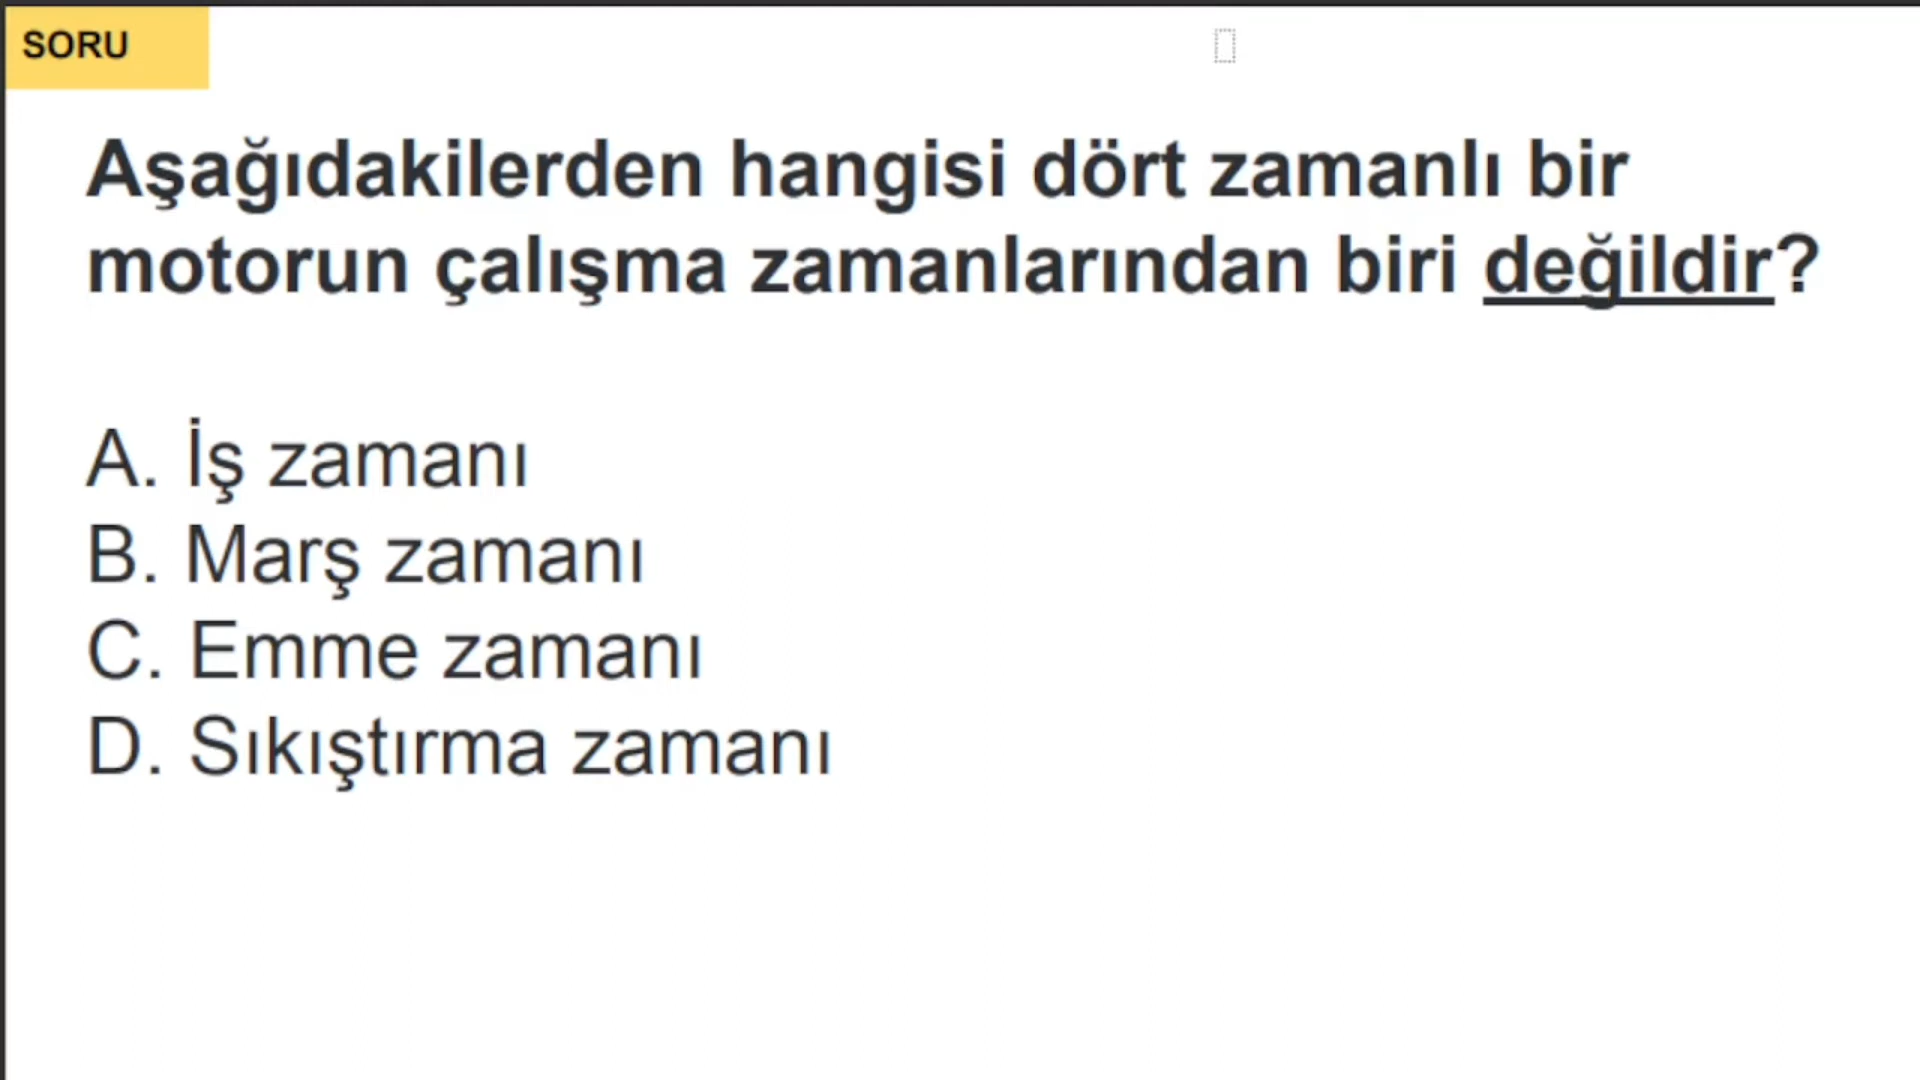 SORU
Aşağıdakilerden hangisi dört zamanlı bir
motorun çalışma zamanlarından biri değildir?
A. İş zamanı
B. Marş zamanı
C. Emme zamanı
D. Sıkıştırma zamanı